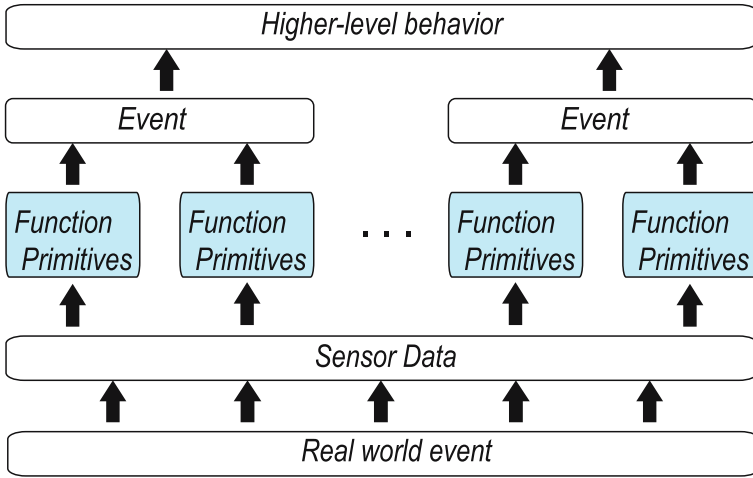 Higher-level behavior
Event
Event
Function
Primitives
Function
Primitives
. . .
Function
Primitives
Function
Primitives
Sensor Data
Real world event